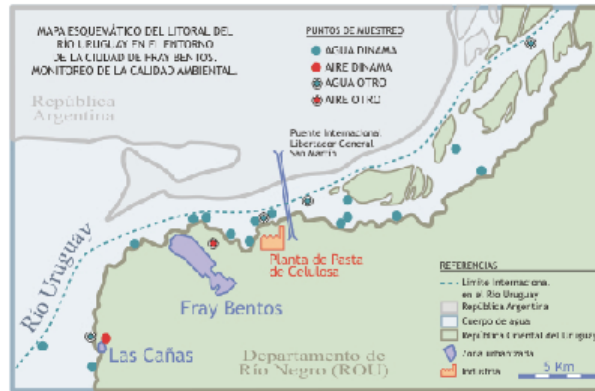 MAPA ESQUEMÁTICO DEL LITORAL DEL
RÍO URUGUAY EN EL ENTORNO
DE LA CIUDAD DE FRAY BENTOS.
MONITOREO DE LA CALIDAD AMBIENTAL.
PUNTOS DE MUESTREO
AGUA DINAMA
AIRE DINAMA
AGUA OTRO
AIRE OTRO
República
Argentina
Puente Internacional
Libertador General
San Martín
Río Uruguay
Planta de Pasta
de Celulosa
Fray Bentos
Las Cañas
Departamento de
Río Negro (ROU)
REFERENCIAS
Límite Internacional
en el Río Uruguay
República Argentina
Cuerpo de agua
República Oriental del Uruguay
Zona urbanizada
Industria
5 Km